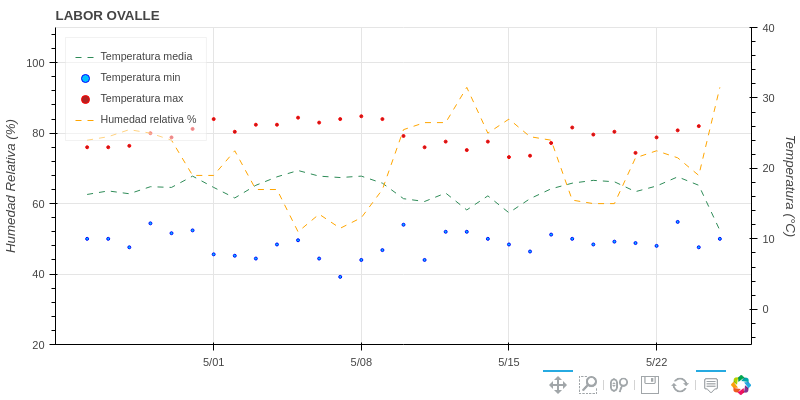 LABOR OVALLE
Temperatura media
Temperatura min
Temperatura max
Humedad relativa %
Humedad Relativa (%)
100
80
60
40
20
40
30
20
10
0
Temperatura (°C)
5/01
5/08
5/15
5/22